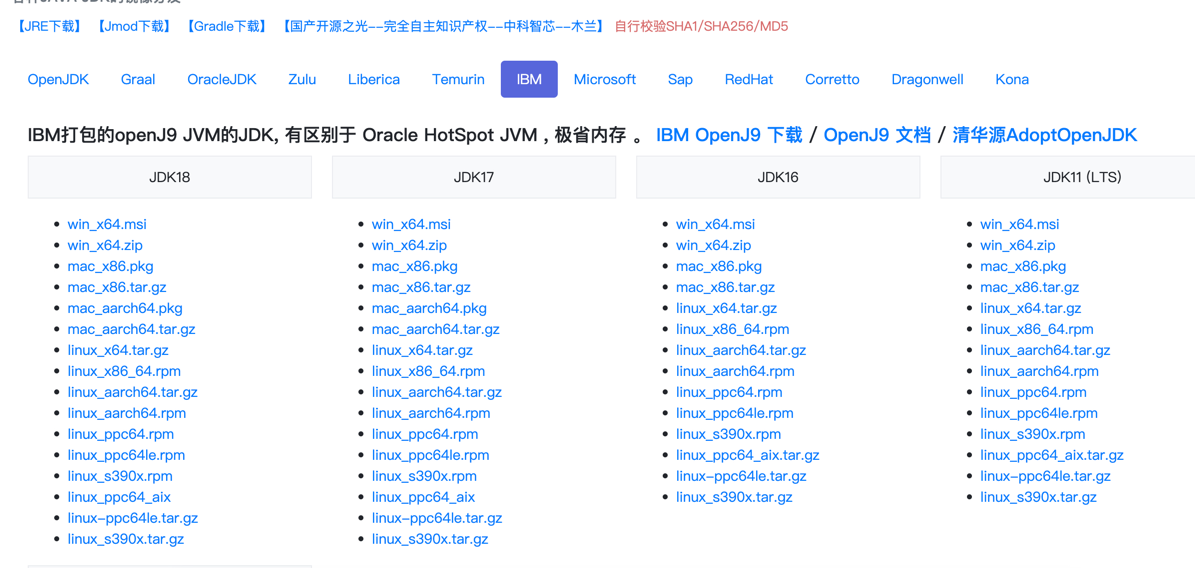 【JRE下载】 【Jmod下载】 【Gradle下载】 【国产开源之光--完全自主知识产权--中科智芯--木兰】 自行校验SHA1/SHA256/MD5
OpenJDK Graal OracleJDK Zulu Liberica Temurin IBM Microsoft Sap RedHat Corretto Dragonwell Kona
IBM打包的openJ9 JVM的JDK, 有区别于 Oracle HotSpot JVM , 极省内存 。 IBM OpenJ9 下载 / OpenJ9 文档 / 清华源AdoptOpenJDK
JDK18
win_x64.msi
win_x64.zip
mac_x86.pkg
mac_x86.tar.gz
mac_aarch64.pkg
mac_aarch64.tar.gz
linux_x64.tar.gz
linux_x86_64.rpm
linux_aarch64.tar.gz
linux_aarch64.rpm
linux_ppc64.rpm
linux_ppc64le.rpm
linux_s390x.rpm
linux_ppc64_aix
linux-ppc64le.tar.gz
linux_s390x.tar.gz
JDK17
win_x64.msi
win_x64.zip
mac_x86.pkg
mac_x86.tar.gz
mac_aarch64.pkg
mac_aarch64.tar.gz
linux_x64.tar.gz
linux_x86_64.rpm
linux_aarch64.tar.gz
linux_aarch64.rpm
linux_ppc64.rpm
linux_ppc64le.rpm
linux_s390x.rpm
linux_ppc64_aix
linux-ppc64le.tar.gz
linux_s390x.tar.gz
JDK16
win_x64.msi
win_x64.zip
mac_x86.pkg
mac_x86.tar.gz
linux_x64.tar.gz
linux_x86_64.rpm
linux_aarch64.tar.gz
linux_aarch64.rpm
linux_ppc64.rpm
linux_ppc64le.rpm
linux_s390x.rpm
linux_ppc64_aix.tar.gz
linux-ppc64le.tar.gz
linux_s390x.tar.gz
JDK11 (LTS)
win_x64.msi
win_x64.zip
mac_x86.pkg
mac_x86.tar.gz
linux_x64.tar.gz
linux_x86_64.rpm
linux_aarch64.tar.gz
linux_aarch64.rpm
linux_ppc64.rpm
linux_ppc64le.rpm
linux_s390x.rpm
linux_ppc64_aix.tar.gz
linux-ppc64le.tar.gz
linux_s390x.tar.gz